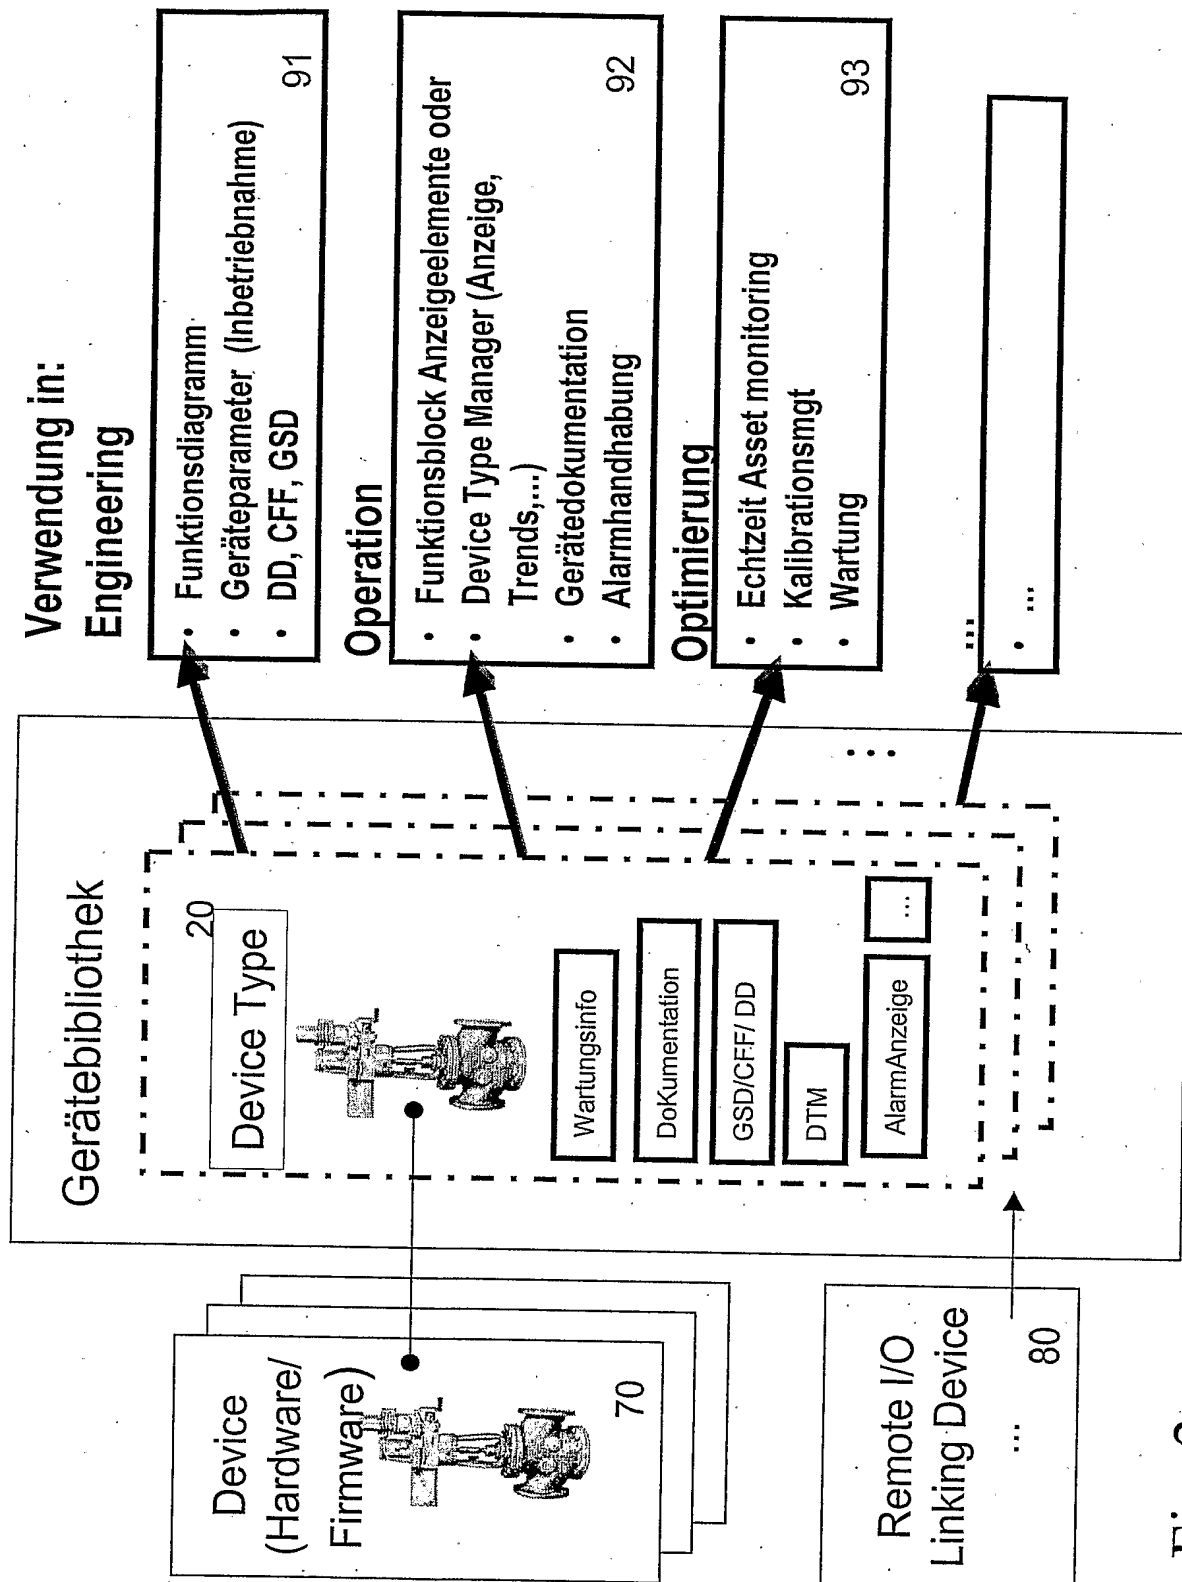 Device
(Hardware/
Firmware)
70
Remote I/O
Linking Device
...
80
Gerätebibliothek
20
Device Type
Wartungsinfo
DoKumentation
GSD/CFF/ DD
DTM
AlarmAnzeige
...
...
Verwendung in:
Engineering
• Funktionsdiagramm
• Geräteparameter (Inbetriebnahme)
• DD, CFF, GSD
91
Operation
• Funktionsblock Anzeigeelemente oder
• Device Type Manager (Anzeige,
Trends,...)
• Gerätedokumentation
• Alarmhandhabung
92
Optimierung
• Echtzeit Asset monitoring
• Kalibrationsmgt
• Wartung
93
...
• ...